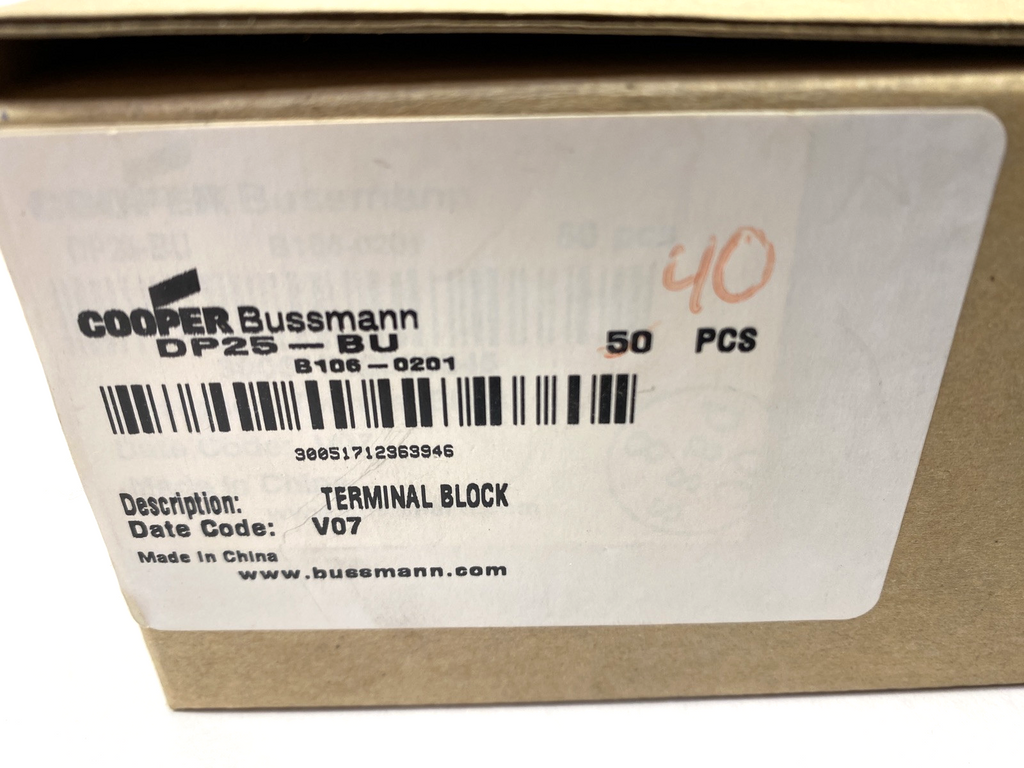 40
COOPER Bussmann
DP25-BU 50 PCS
B106-0201
30051712363946
Description: TERMINAL BLOCK
Date Code: V07
Made in China
www.bussmann.com